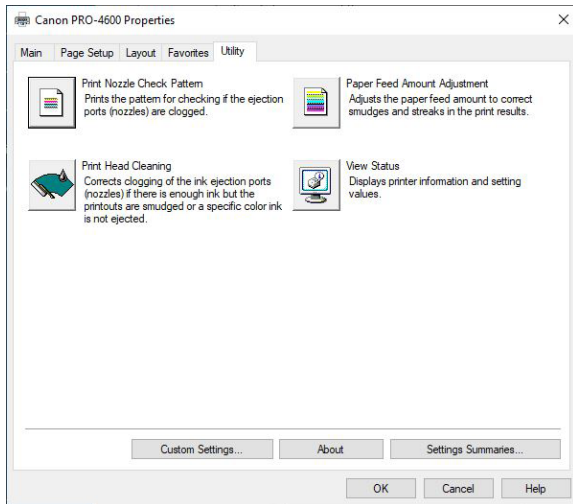 Canon PRO-4600 Properties
Main Page Setup Layout Favorites Utility
Print Nozzle Check Pattern
Prints the pattern for checking if the ejection
ports (nozzles) are clogged.
Paper Feed Amount Adjustment
Adjusts the paper feed amount to correct
smudges and streaks in the print results.
Print Head Cleaning
Corrects clogging of the ink ejection ports
(nozzles) if there is enough ink but the
printouts are smudged or a specific color ink
is not ejected.
View Status
Displays printer information and setting
values.
Custom Settings... About Settings Summaries...
OK Cancel Help